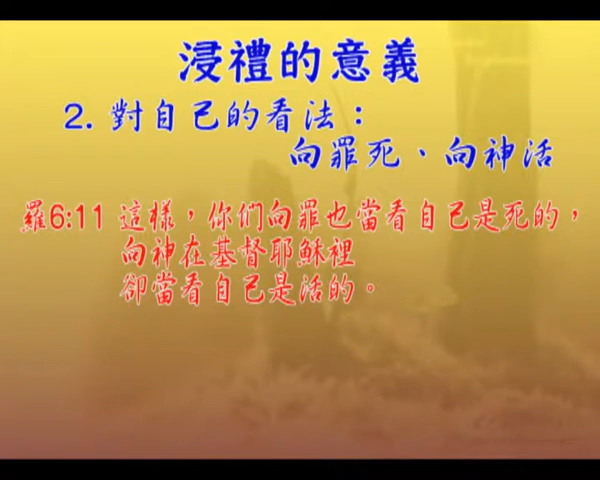 浸禮的意義
2. 對自己的看法：
向罪死、向神活
羅6:11 這樣，你們向罪也當看自己是死的，
向神在基督耶穌裡
卻當看自己是活的。